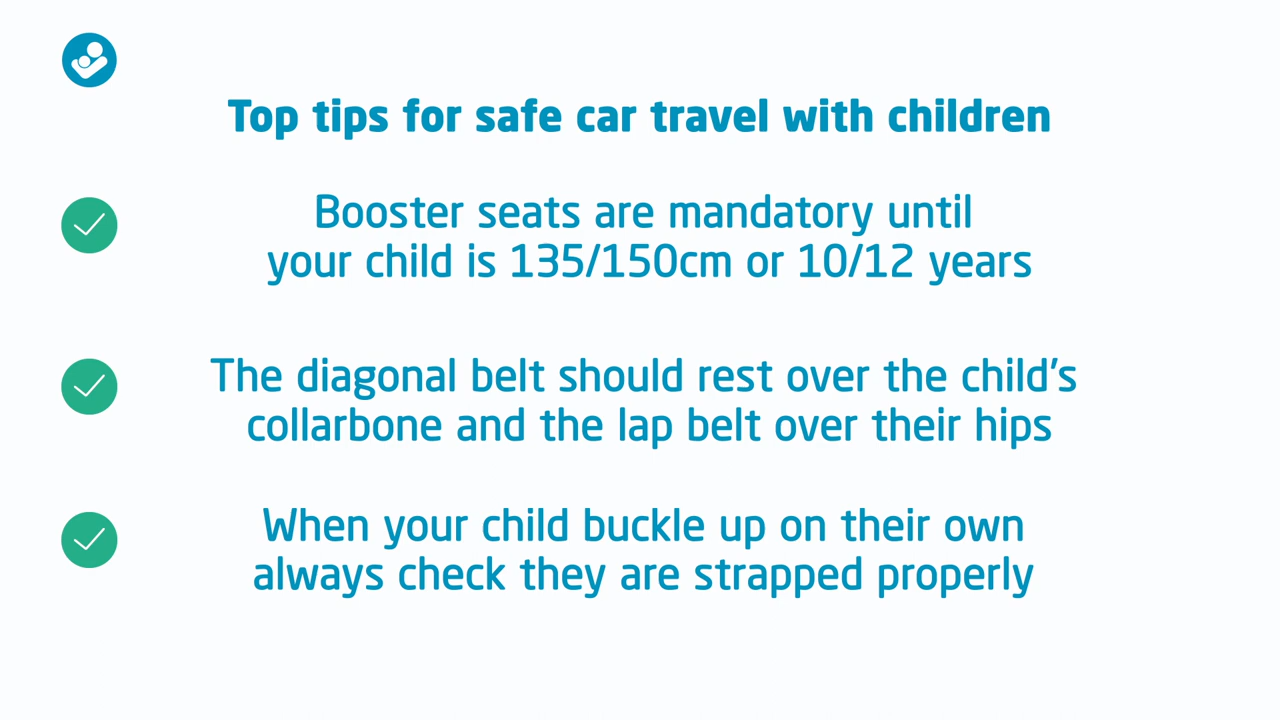 Top tips for safe car travel with children
Booster seats are mandatory until
your child is 135/150cm or 10/12 years
The diagonal belt should rest over the child's
collarbone and the lap belt over their hips
When your child buckle up on their own
always check they are strapped properly